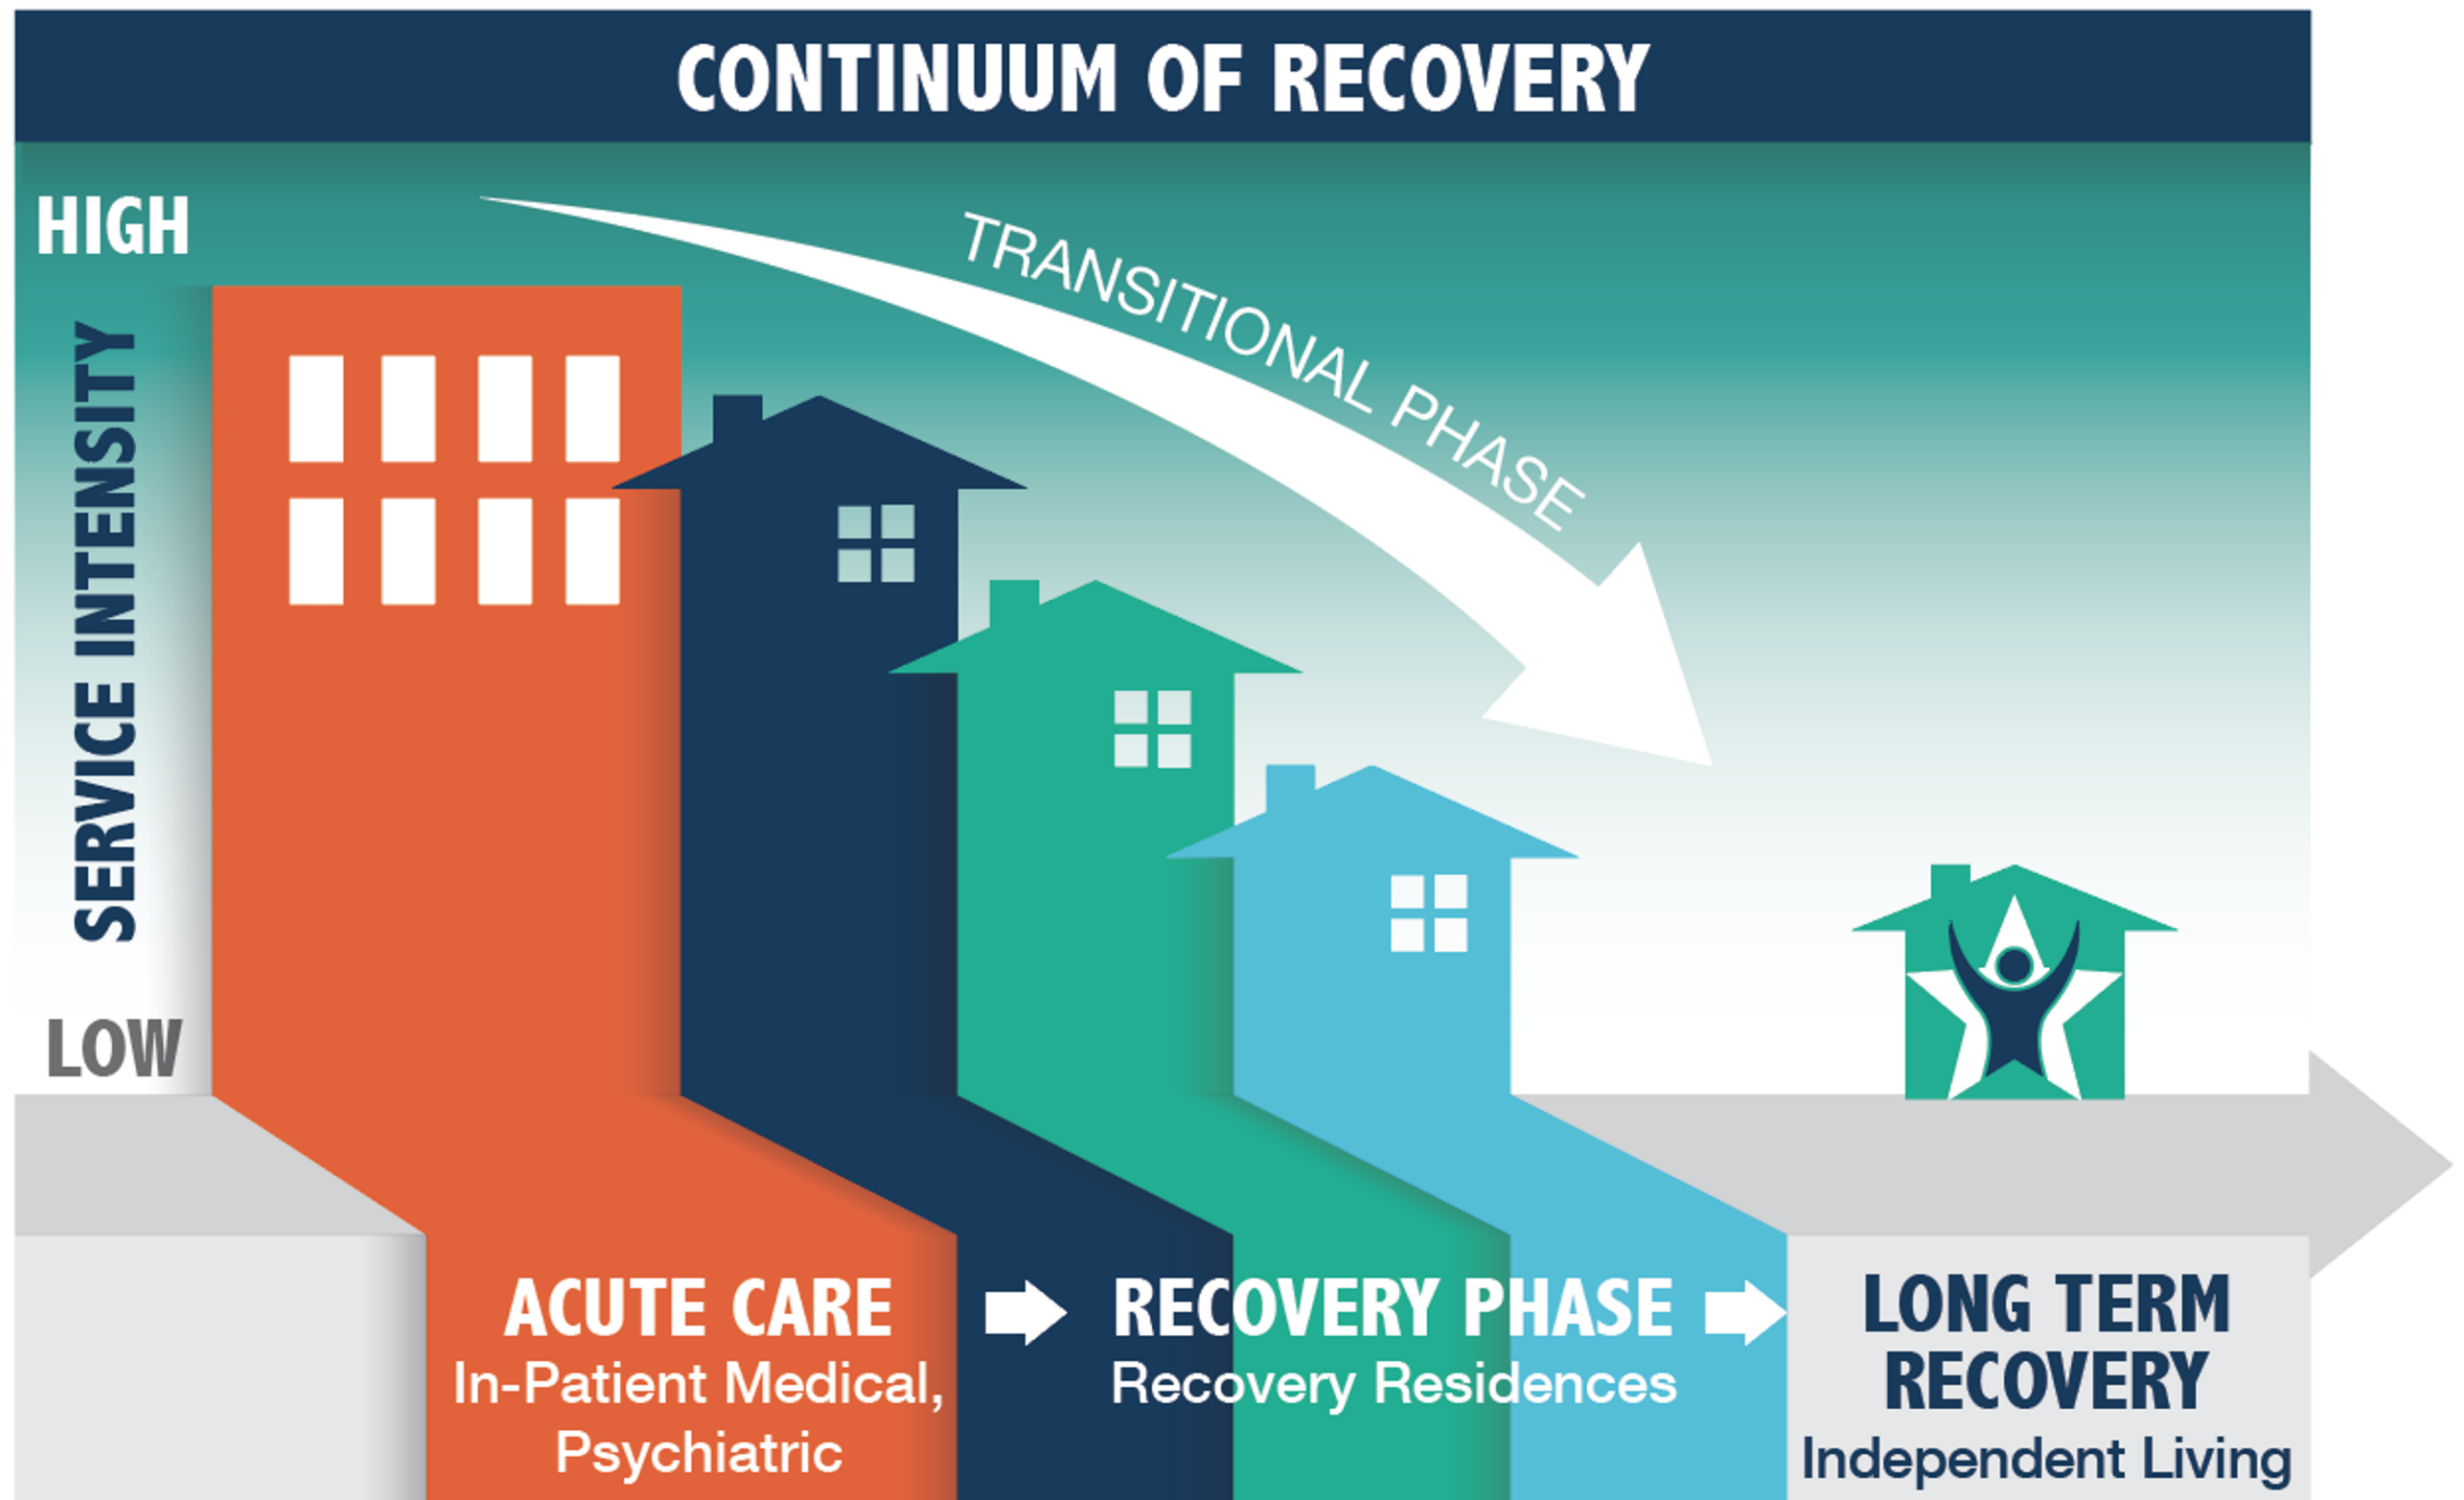 CONTINUUM OF RECOVERY
HIGH
TRANSITIONAL PHASE
SERVICE INTENSITY
LOW
ACUTE CARE
In-Patient Medical,
Psychiatric
RECOVERY PHASE
Recovery Residences
LONG TERM
RECOVERY
Independent Living